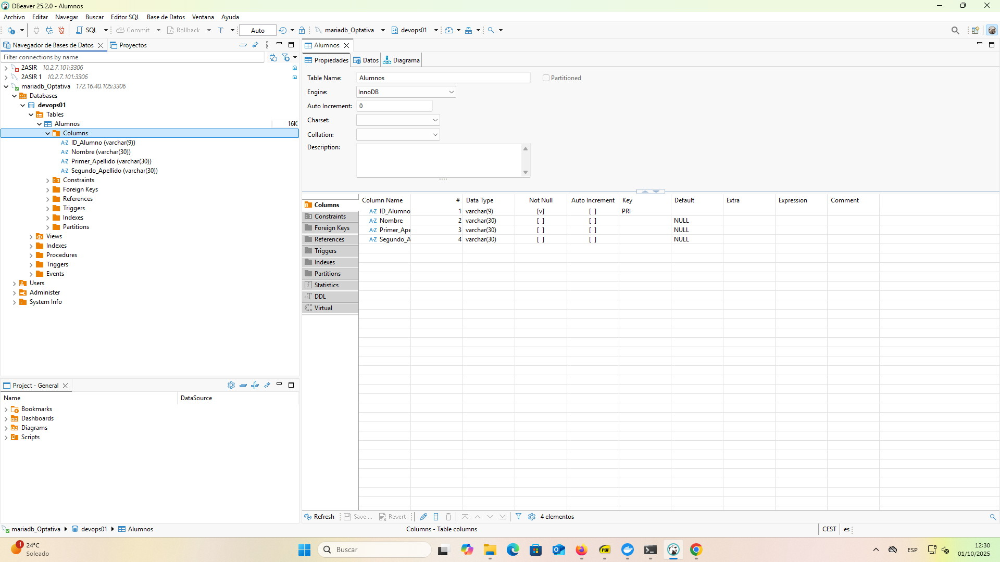 DBeaver 25.2.0 - Alumnos
Archivo Editar Navegar Buscar Editor SQL Base de Datos Ventana Ayuda
SQL Commit Rollback T Auto mariadb_Optativa devops01
Navegador de Bases de Datos Proyectos
Filter connections by name
2ASIR 10.2.7.101:3306
2ASIR 1 10.2.7.101:3306
mariadb_Optativa 172.16.40.105:3306
Databases
devops01
Tables
Alumnos 16K
Columns
A-Z ID_Alumno (varchar(9))
A-Z Nombre (varchar(30))
A-Z Primer_Apellido (varchar(30))
A-Z Segundo_Apellido (varchar(30))
Constraints
Foreign Keys
References
Triggers
Indexes
Partitions
Views
Indexes
Procedures
Triggers
Events
Users
Administer
System Info
Project - General
Name DataSource
Bookmarks
Dashboards
Diagrams
Scripts
Alumnos
Propiedades Datos Diagrama
Table Name: Alumnos Partitioned
Engine: InnoDB
Auto Increment: 0
Charset:
Collation:
Description:
Columns
Constraints
Foreign Keys
References
Triggers
Indexes
Partitions
Statistics
DDL
Virtual
Column Name # Data Type Not Null Auto Increment Key Default Extra Expression Comment
A-Z ID_Alumno 1 varchar(9) [v] [ ] PRI
A-Z Nombre 2 varchar(30) [ ] [ ] NULL
A-Z Primer_Ape 3 varchar(30) [ ] [ ] NULL
A-Z Segundo_A 4 varchar(30) [ ] [ ] NULL
Refresh Save ... Revert 4 elementos
mariadb_Optativa devops01 Alumnos Columns - Table columns CEST es
1 24°C
Soleado
Buscar
PDF
ESP
12:30
01/10/2025